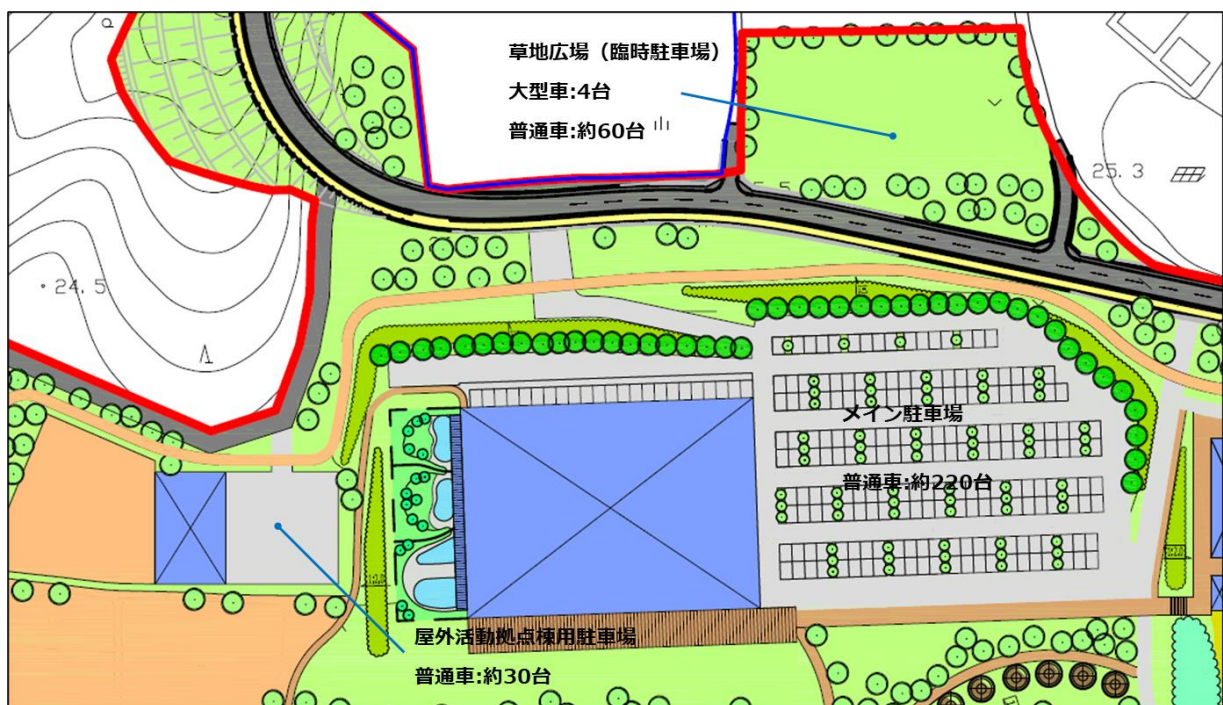 草地広場（臨時駐車場）
大型車:4台
普通車:約60台
25.3
24.5
メイン駐車場
普通車:約220台
屋外活動拠点棟用駐車場
普通車:約30台